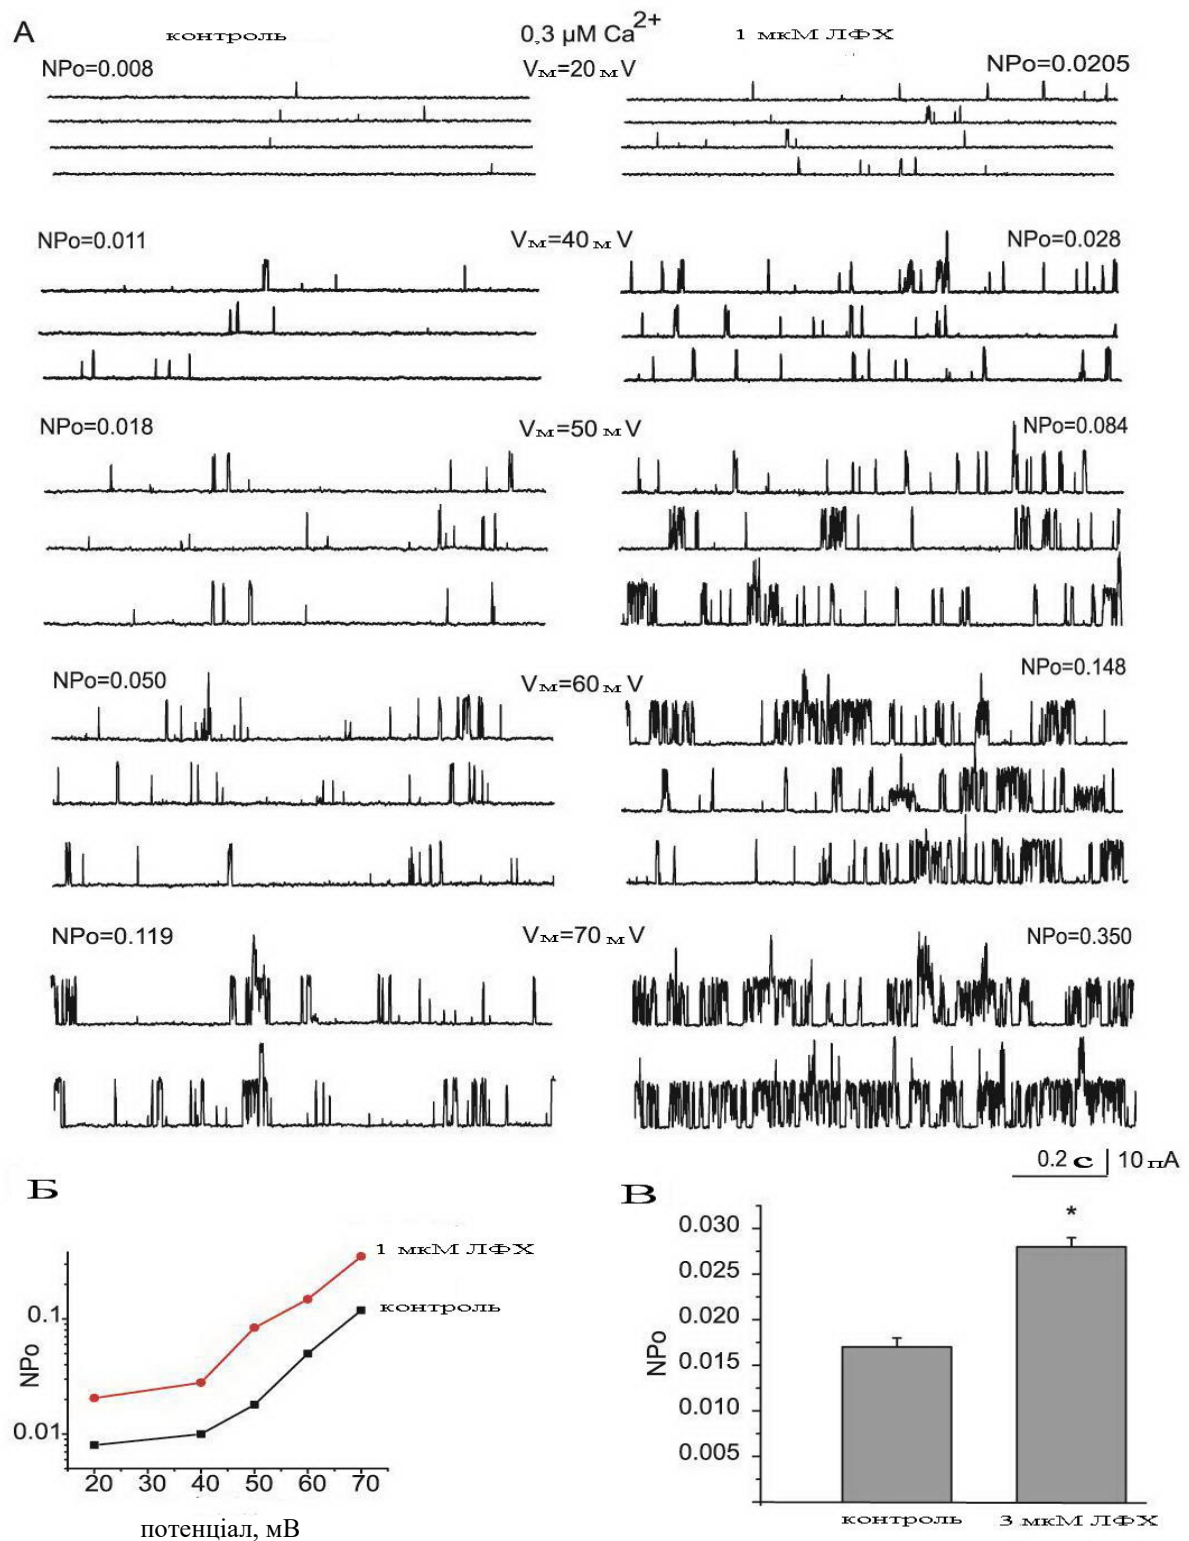 А
контроль
0,3 µM Ca2+
1 мкМ ЛФХ
NPo=0.008
Vм=20 мV
NPo=0.0205
NPo=0.011
Vм=40 мV
NPo=0.028
NPo=0.018
Vм=50 мV
NPo=0.084
NPo=0.050
Vм=60 мV
NPo=0.148
NPo=0.119
Vм=70 мV
NPo=0.350
0.2 с
10 пА
Б
1 мкМ ЛФХ
контроль
NPo
0.1
0.01
20 30 40 50 60 70
потенціал, мВ
В
*
NPo
0.030
0.025
0.020
0.015
0.010
0.005
контроль
3 мкМ ЛФХ